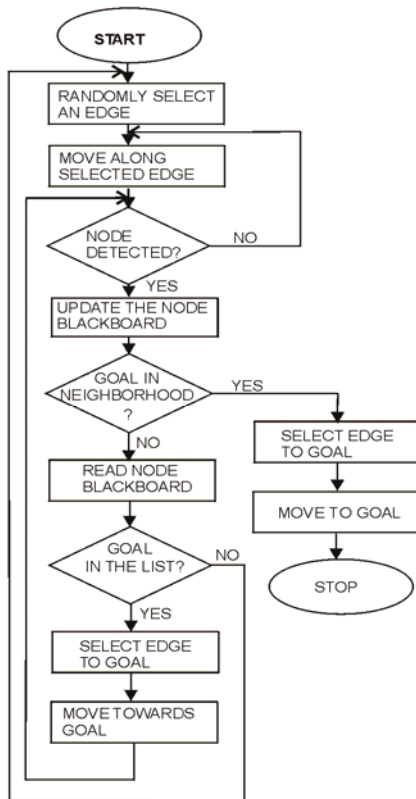 START
RANDOMLY SELECT
AN EDGE
MOVE ALONG
SELECTED EDGE
NODE
DETECTED?
NO
YES
UPDATE THE NODE
BLACKBOARD
GOAL IN
NEIGHBORHOOD
?
YES
NO
SELECT EDGE
TO GOAL
READ NODE
BLACKBOARD
MOVE TO GOAL
GOAL
IN THE LIST?
NO
STOP
YES
SELECT EDGE
TO GOAL
MOVE TOWARDS
GOAL